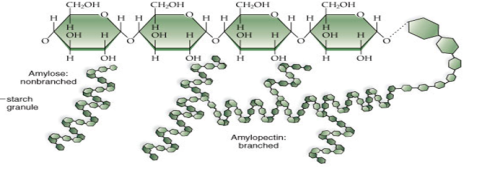 CH₂OH CH₂OH CH₂OH CH₂OH
O O O O
H H H H H H H H
H H H H
O OH H O OH H O OH H O OH H O
H OH H OH H OH H OH
Amylose:
nonbranched
starch
granule
Amylopectin:
branched